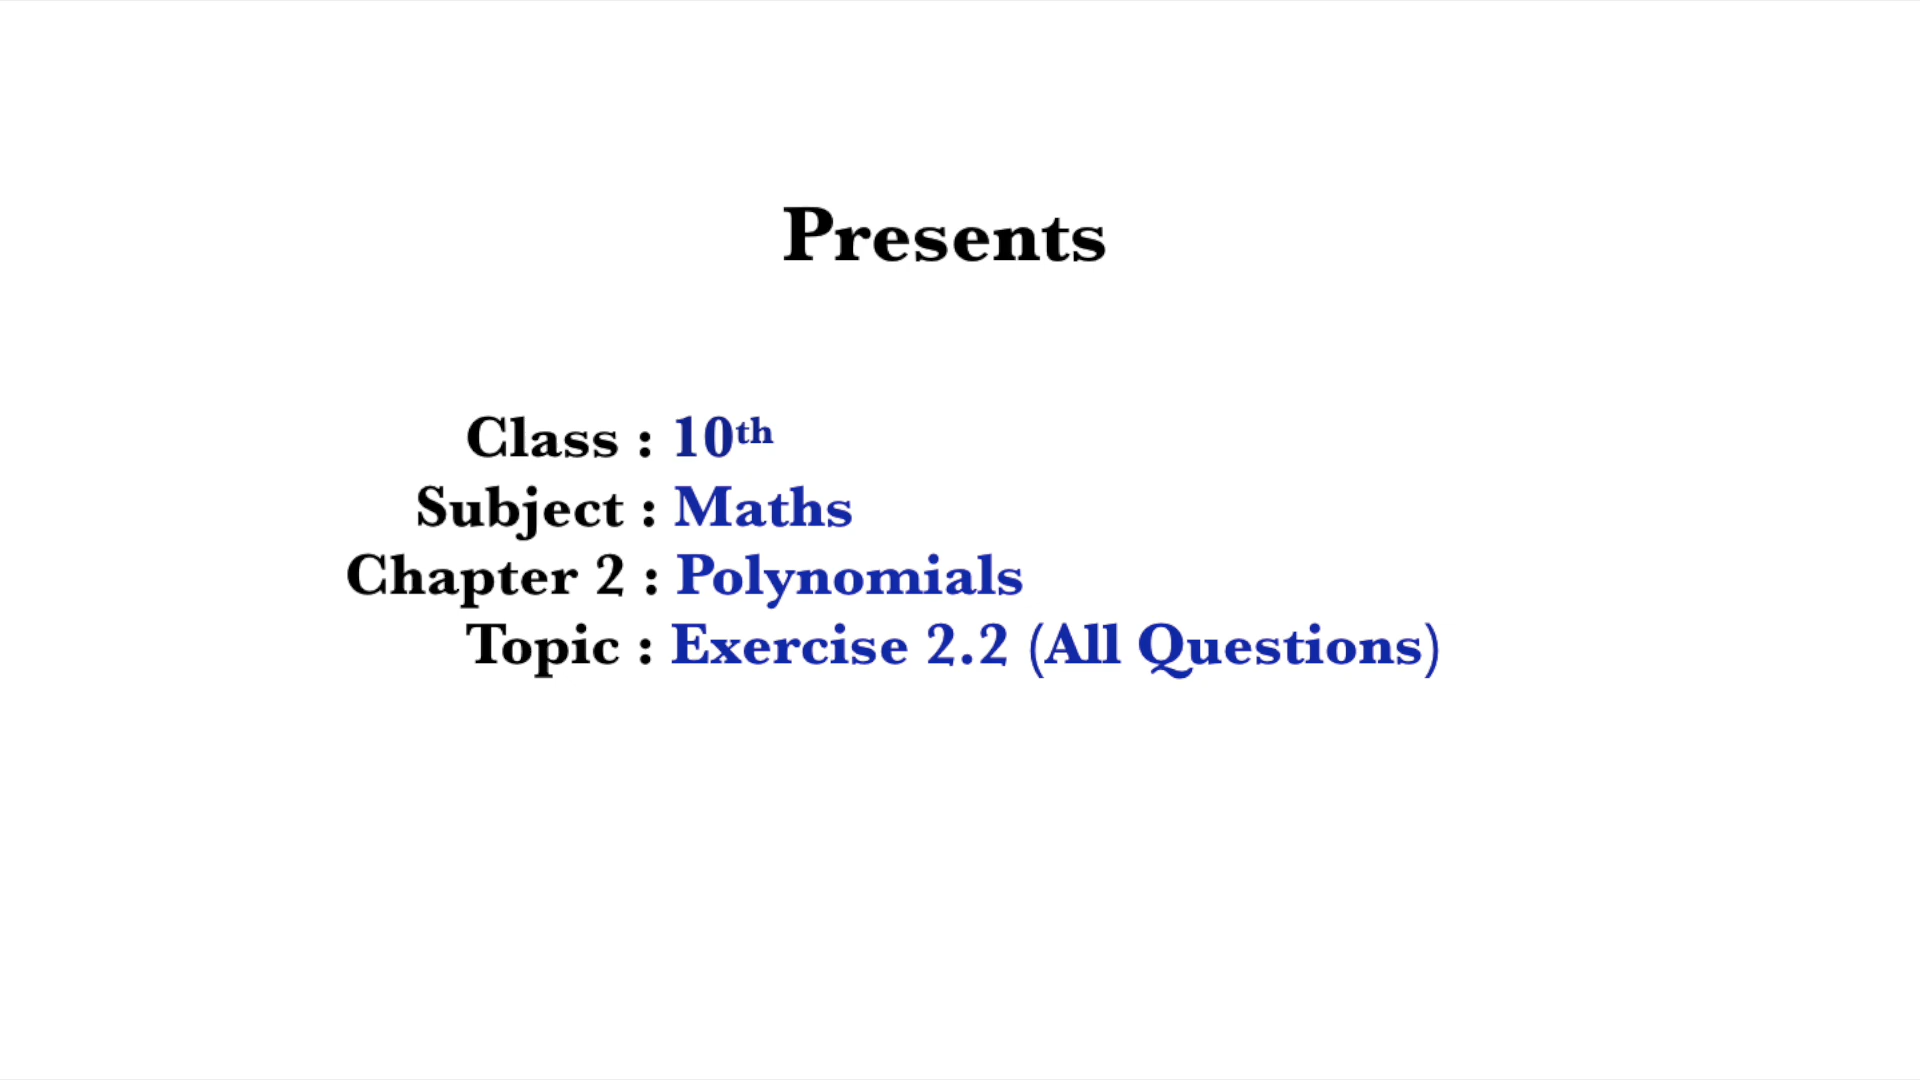 Presents
Class : 10th
Subject : Maths
Chapter 2 : Polynomials
Topic : Exercise 2.2 (All Questions)